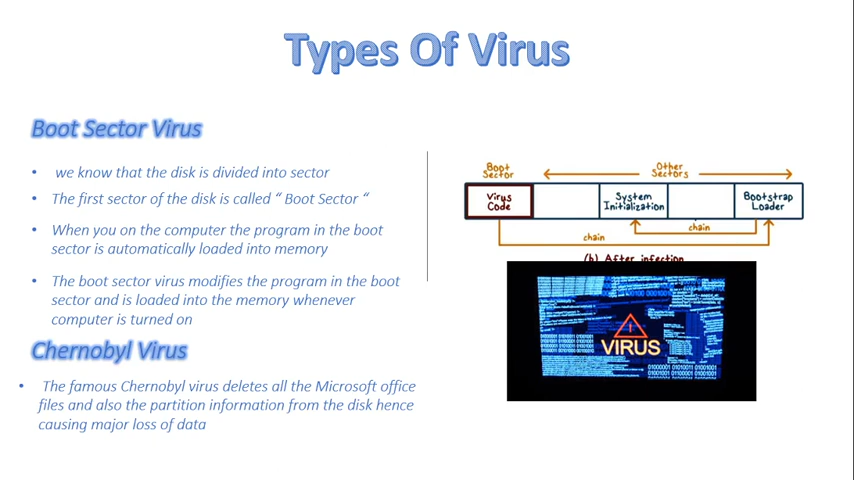 Types Of Virus
Boot Sector Virus
• we know that the disk is divided into sector
• The first sector of the disk is called “ Boot Sector “
• When you on the computer the program in the boot
sector is automatically loaded into memory
• The boot sector virus modifies the program in the boot
sector and is loaded into the memory whenever
computer is turned on
Chernobyl Virus
• The famous Chernobyl virus deletes all the Microsoft office
files and also the partition information from the disk hence
causing major loss of data
Boot
Sector
Other
Sectors
Virus
Code
System
Initialization
Bootstrap
Loader
chain
chain
(b) After infection
VIRUS